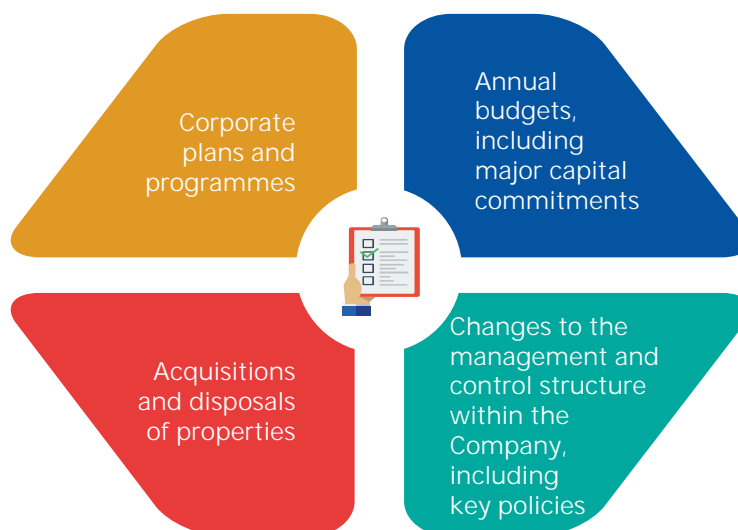 Corporate
plans and
programmes
Annual
budgets,
including
major capital
commitments
Acquisitions
and disposals
of properties
Changes to the
management and
control structure
within the
Company,
including
key policies